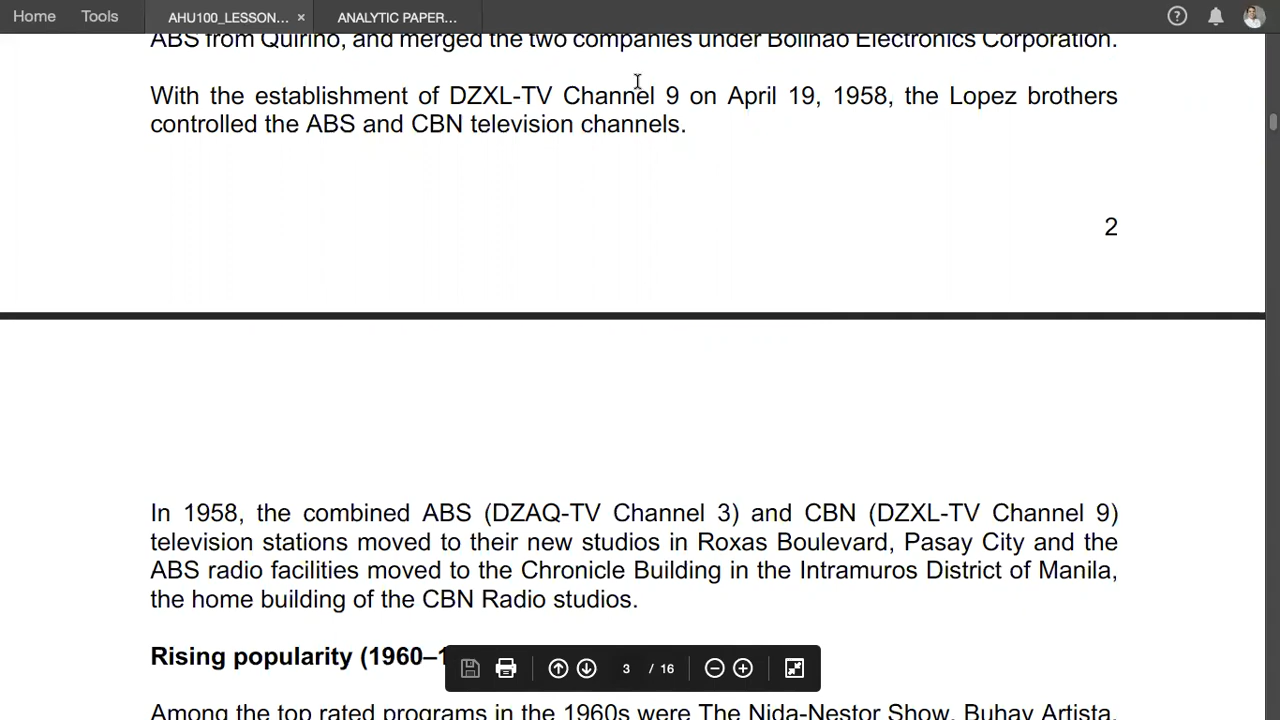 Home Tools AHU100_LESSON... × ANALYTIC PAPER...
ABS from Quirino, and merged the two companies under Bolinao Electronics Corporation.
With the establishment of DZXL-TV Channel 9 on April 19, 1958, the Lopez brothers
controlled the ABS and CBN television channels.
2
In 1958, the combined ABS (DZAQ-TV Channel 3) and CBN (DZXL-TV Channel 9)
television stations moved to their new studios in Roxas Boulevard, Pasay City and the
ABS radio facilities moved to the Chronicle Building in the Intramuros District of Manila,
the home building of the CBN Radio studios.
Rising popularity (1960–1
3 / 16
Among the top rated programs in the 1960s were The Nida-Nestor Show, Buhay Artista,